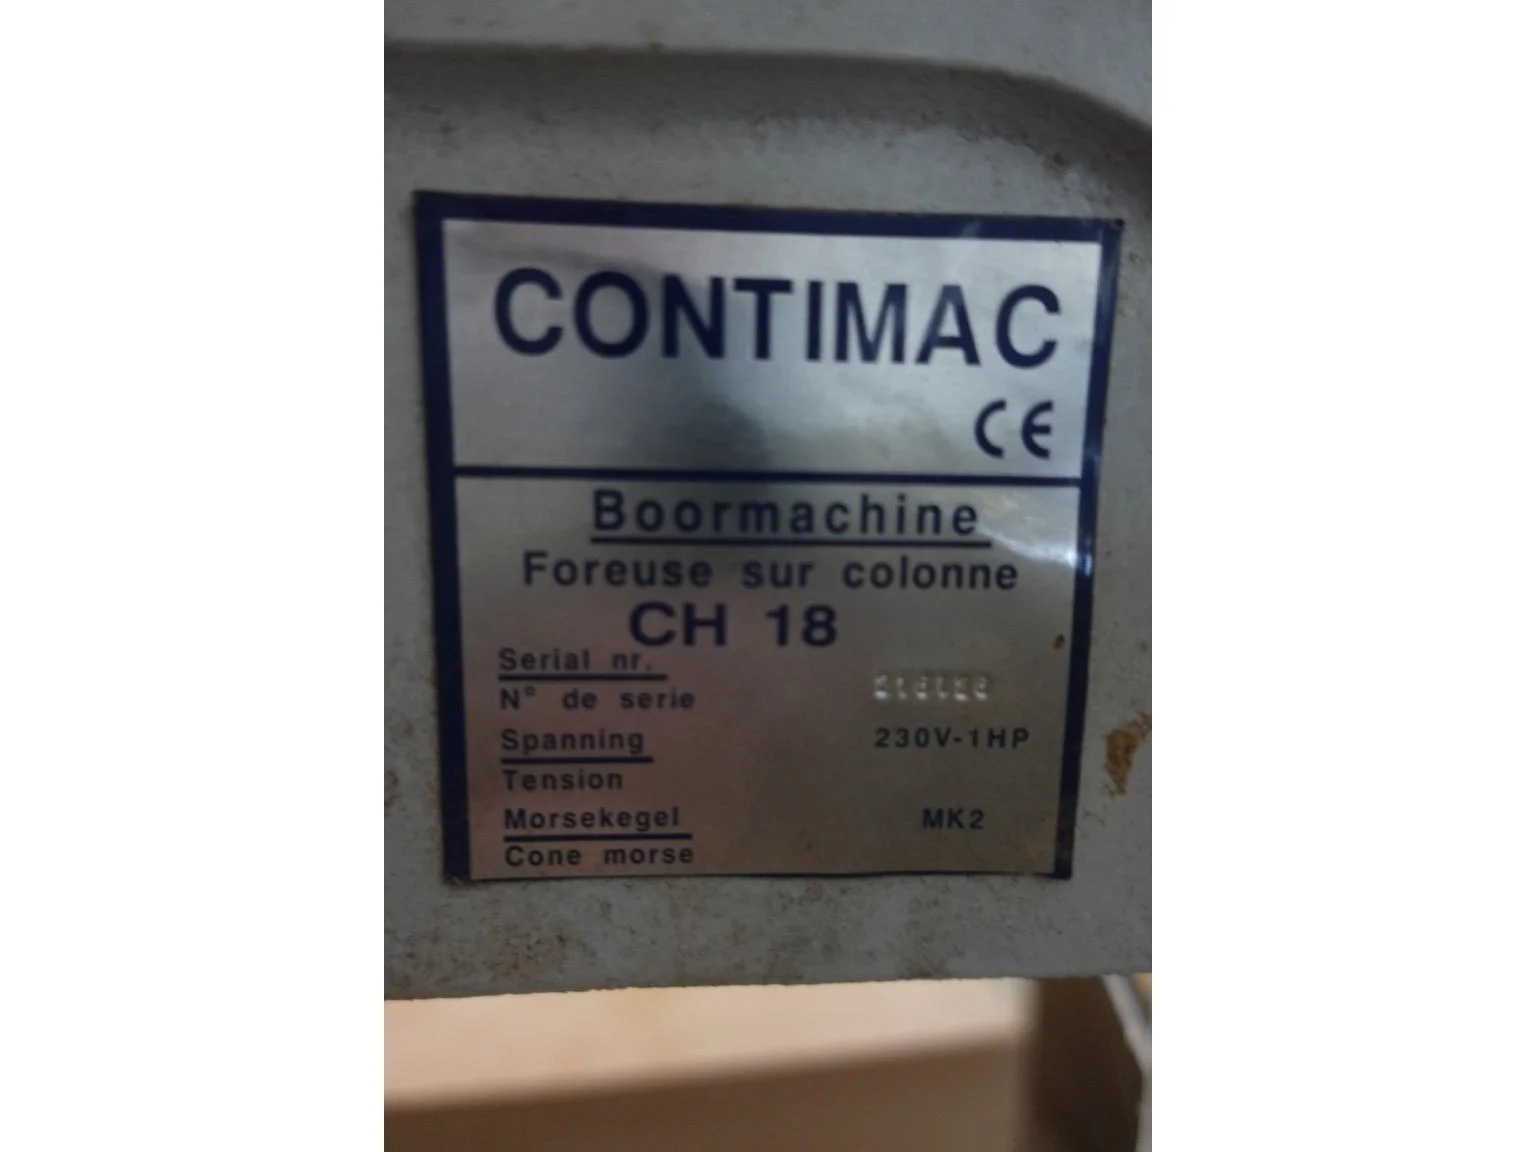 CONTIMAC
CE
Boormachine
Foreuse sur colonne
CH 18
Serial nr.
N° de serie
Spanning 230V-1HP
Tension
Morsekegel MK2
Cone morse